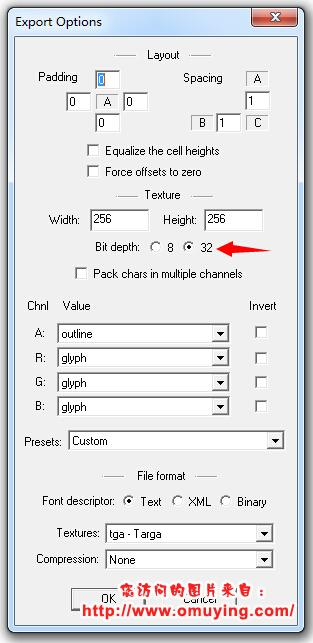 Export Options
Layout
Padding Spacing
0 A
0 A 0 1
0 B 1 C
Equalize the cell heights
Force offsets to zero
Texture
Width: 256 Height: 256
Bit depth: 8 32
Pack chars in multiple channels
Chnl Value Invert
A: outline
R: glyph
G: glyph
B: glyph
Presets: Custom
File format
Font descriptor: Text XML Binary
Textures: tga - Targa
Compression: None
您访问的图片来自：
OK Cancel
http://www.omuying.com